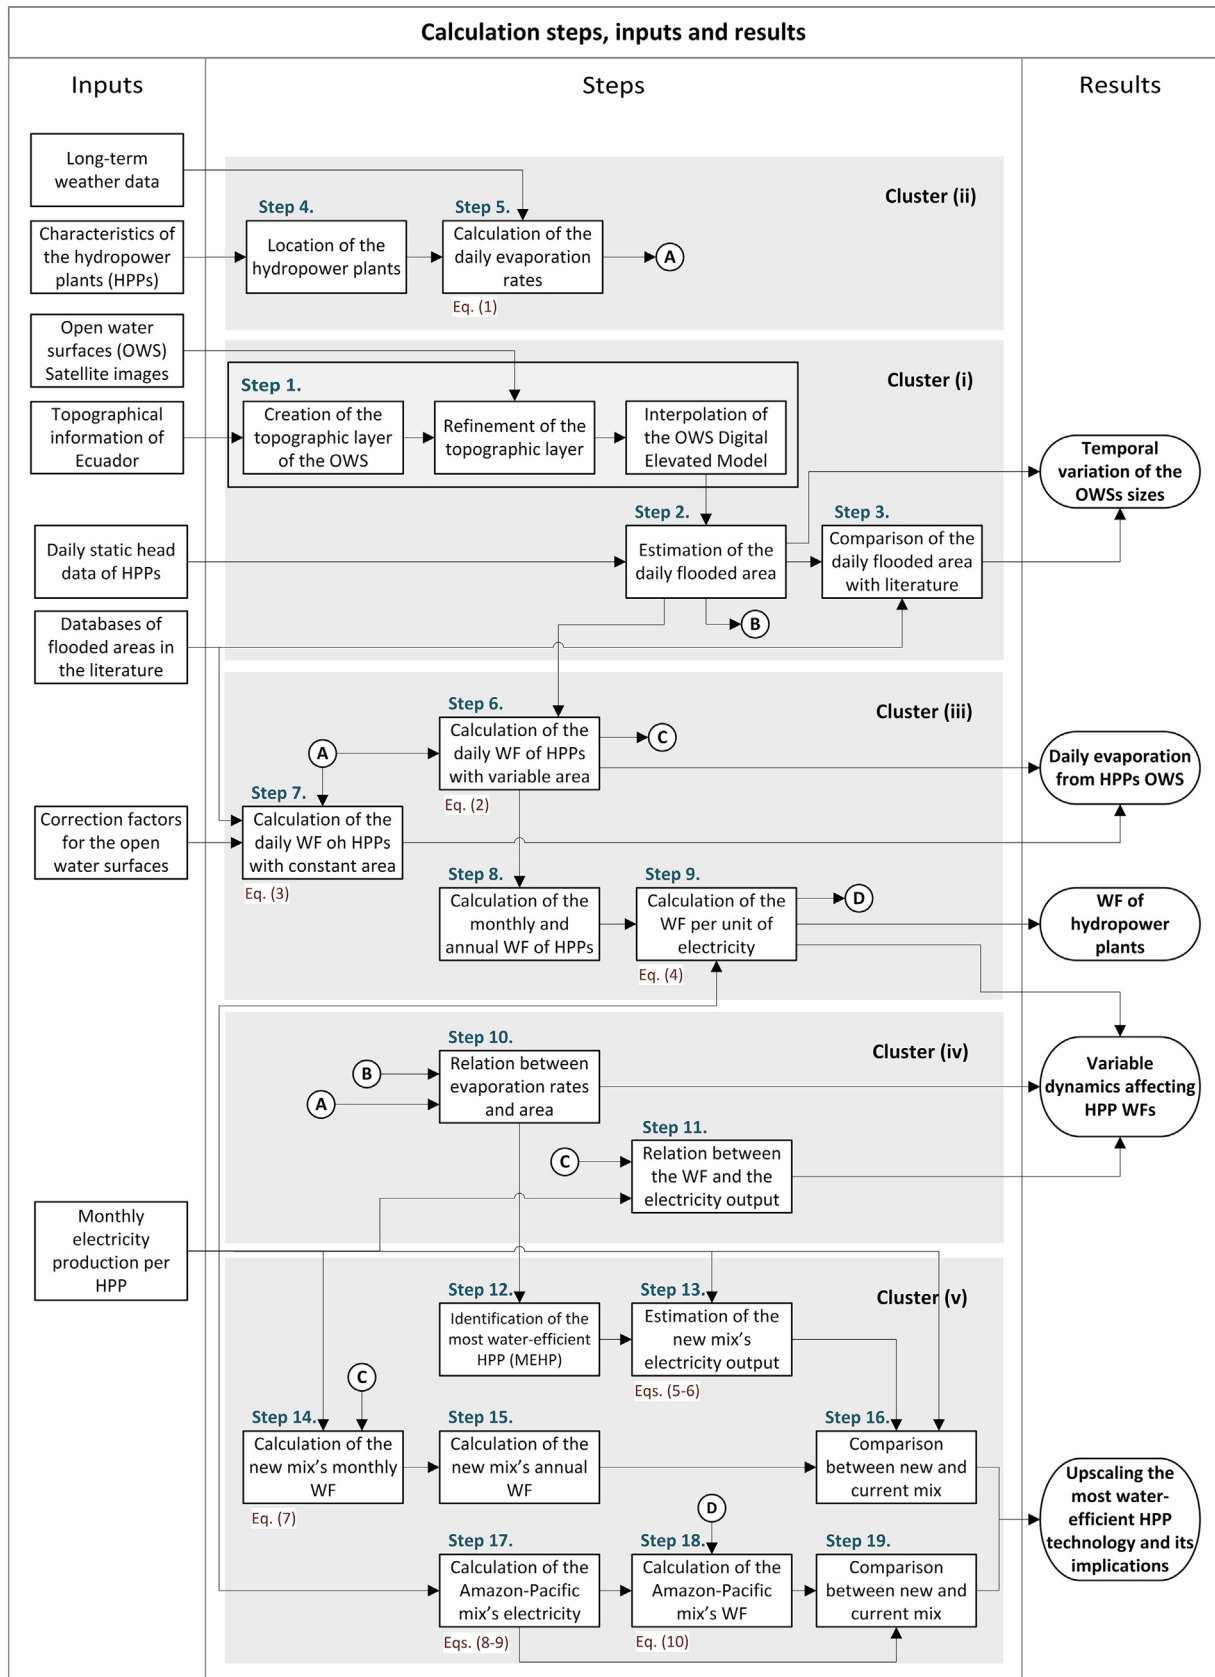 Calculation steps, inputs and results
Inputs
Steps
Results
Long-term
weather data
Characteristics of
the hydropower
plants (HPPs)
Open water
surfaces (OWS)
Satellite images
Topographical
information of
Ecuador
Daily static head
data of HPPs
Databases of
flooded areas in
the literature
Correction factors
for the open
water surfaces
Monthly
electricity
production per
HPP
Cluster (ii)
Step 4.
Location of the
hydropower plants
Step 5.
Calculation of the
daily evaporation
rates
Eq. (1)
A
Cluster (i)
Step 1.
Creation of the
topographic layer
of the OWS
Refinement of the
topographic layer
Interpolation of
the OWS Digital
Elevated Model
Step 2.
Estimation of the
daily flooded area
B
Step 3.
Comparison of the
daily flooded area
with literature
Cluster (iii)
Step 6.
Calculation of the
daily WF of HPPs
with variable area
Eq. (2)
C
A
Step 7.
Calculation of the
daily WF oh HPPs
with constant area
Eq. (3)
Step 8.
Calculation of the
monthly and
annual WF of HPPs
Step 9.
Calculation of the
WF per unit of
electricity
Eq. (4)
D
Cluster (iv)
Step 10.
Relation between
evaporation rates
and area
B
A
Step 11.
Relation between
the WF and the
electricity output
C
Cluster (v)
Step 12.
Identification of the
most water-efficient
HPP (MEHP)
Step 13.
Estimation of the
new mix's
electricity output
Eqs. (5-6)
C
Step 14.
Calculation of the
new mix's monthly
WF
Eq. (7)
Step 15.
Calculation of the
new mix's annual
WF
Step 16.
Comparison
between new and
current mix
Step 17.
Calculation of the
Amazon-Pacific
mix's electricity
Eqs. (8-9)
D
Step 18.
Calculation of the
Amazon-Pacific
mix's WF
Eq. (10)
Step 19.
Comparison
between new and
current mix
Temporal
variation of the
OWSs sizes
Daily evaporation
from HPPs OWS
WF of
hydropower
plants
Variable
dynamics affecting
HPP WFs
Upscaling the
most water-
efficient HPP
technology and its
implications